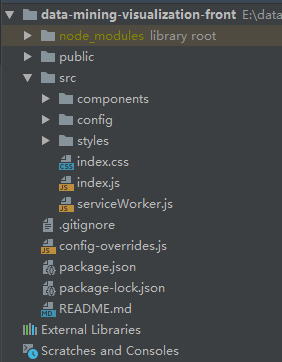 data-mining-visualization-front E:\data
node_modules library root
public
src
components
config
styles
index.css
index.js
serviceWorker.js
.gitignore
config-overrides.js
package.json
package-lock.json
README.md
External Libraries
Scratches and Consoles